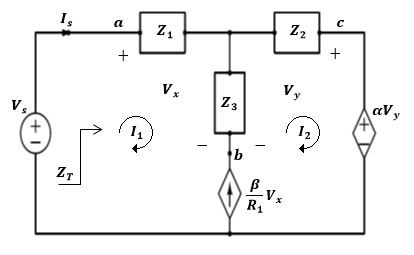 I_s a Z_1 Z_2 c
+ +
V_x V_y
Z_3
V_s + − αV_y + −
I_1 I_2
− b −
Z_T
β/R_1 V_x